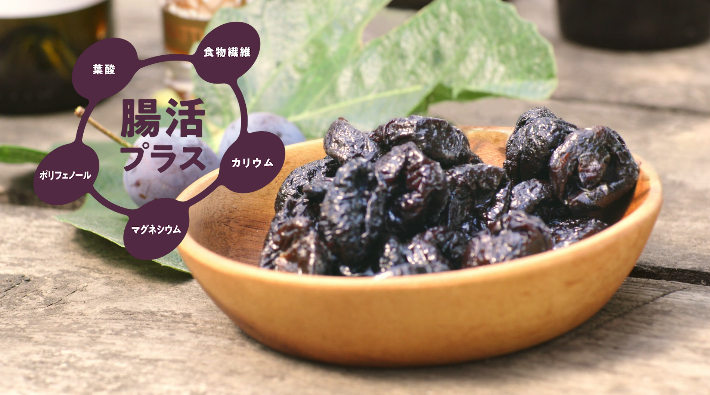 食物繊維
葉酸
腸活
プラス
カリウム
ポリフェノール
マグネシウム